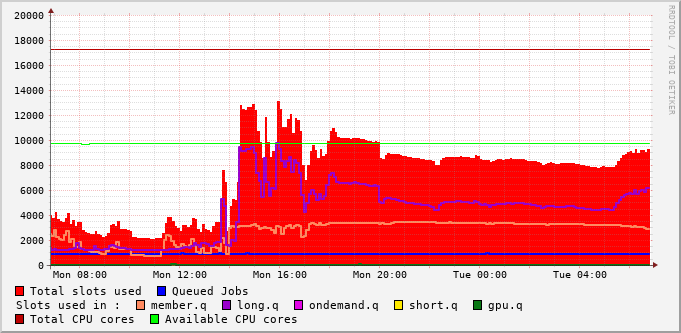 RRDTOOL / TOBI OETIKER
20000
18000
16000
14000
12000
10000
8000
6000
4000
2000
0
Mon 08:00 Mon 12:00 Mon 16:00 Mon 20:00 Tue 00:00 Tue 04:00
Total slots used Queued Jobs
Slots used in : member.q long.q ondemand.q short.q gpu.q
Total CPU cores Available CPU cores